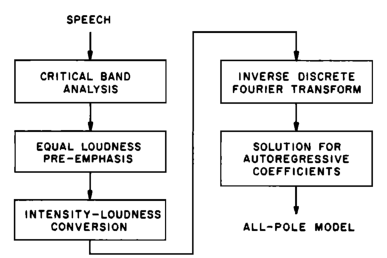 SPEECH
CRITICAL BAND
ANALYSIS
EQUAL LOUDNESS
PRE-EMPHASIS
INTENSITY-LOUDNESS
CONVERSION
INVERSE DISCRETE
FOURIER TRANSFORM
SOLUTION FOR
AUTOREGRESSIVE
COEFFICIENTS
ALL-POLE MODEL